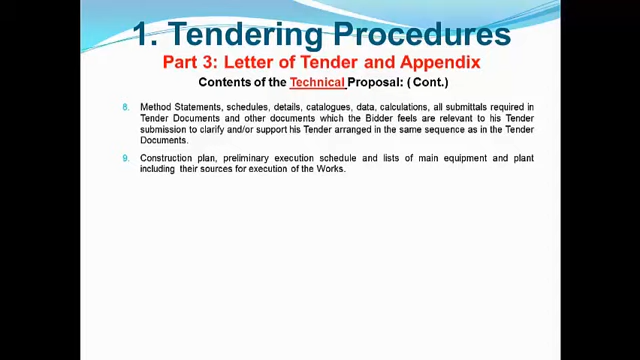 1. Tendering Procedures
Part 3: Letter of Tender and Appendix
Contents of the Technical Proposal: ( Cont.)
8. Method Statements, schedules, details, catalogues, data, calculations, all submittals required in
Tender Documents and other documents which the Bidder feels are relevant to his Tender
submission to clarify and/or support his Tender arranged in the same sequence as in the Tender
Documents.
9. Construction plan, preliminary execution schedule and lists of main equipment and plant
including their sources for execution of the Works.